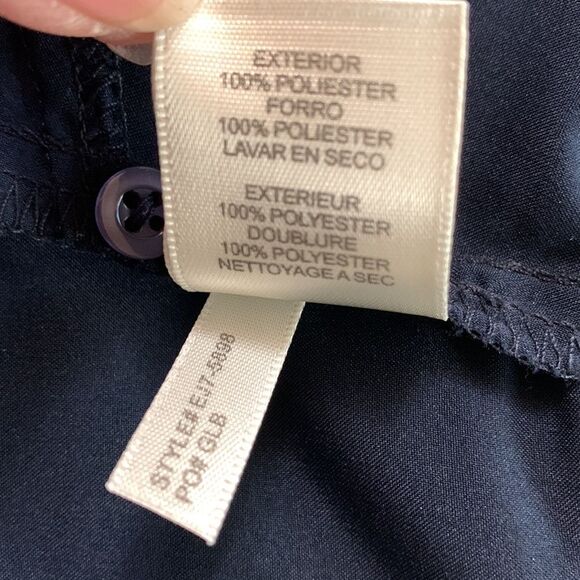 EXTERIOR
100% POLIESTER
FORRO
100% POLIESTER
LAVAR EN SECO
EXTERIEUR
100% POLYESTER
DOUBLURE
100% POLYESTER
NETTOYAGE A SEC
STYLE# EJ7-5898
PO# GLB